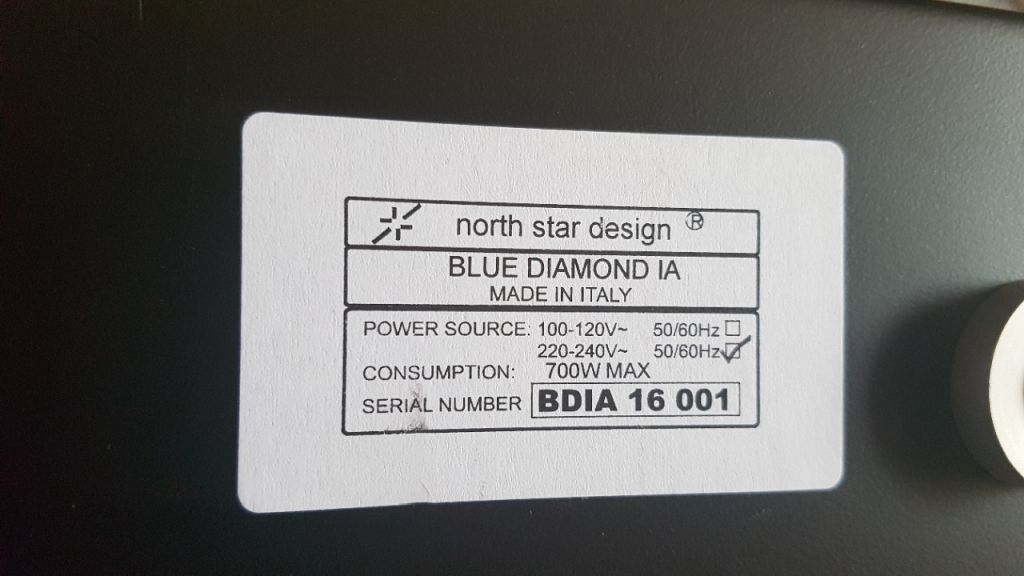 north star design ®
BLUE DIAMOND IA
MADE IN ITALY
POWER SOURCE: 100-120V~ 50/60Hz ☐
220-240V~ 50/60Hz ☑
CONSUMPTION: 700W MAX
SERIAL NUMBER BDIA 16 001